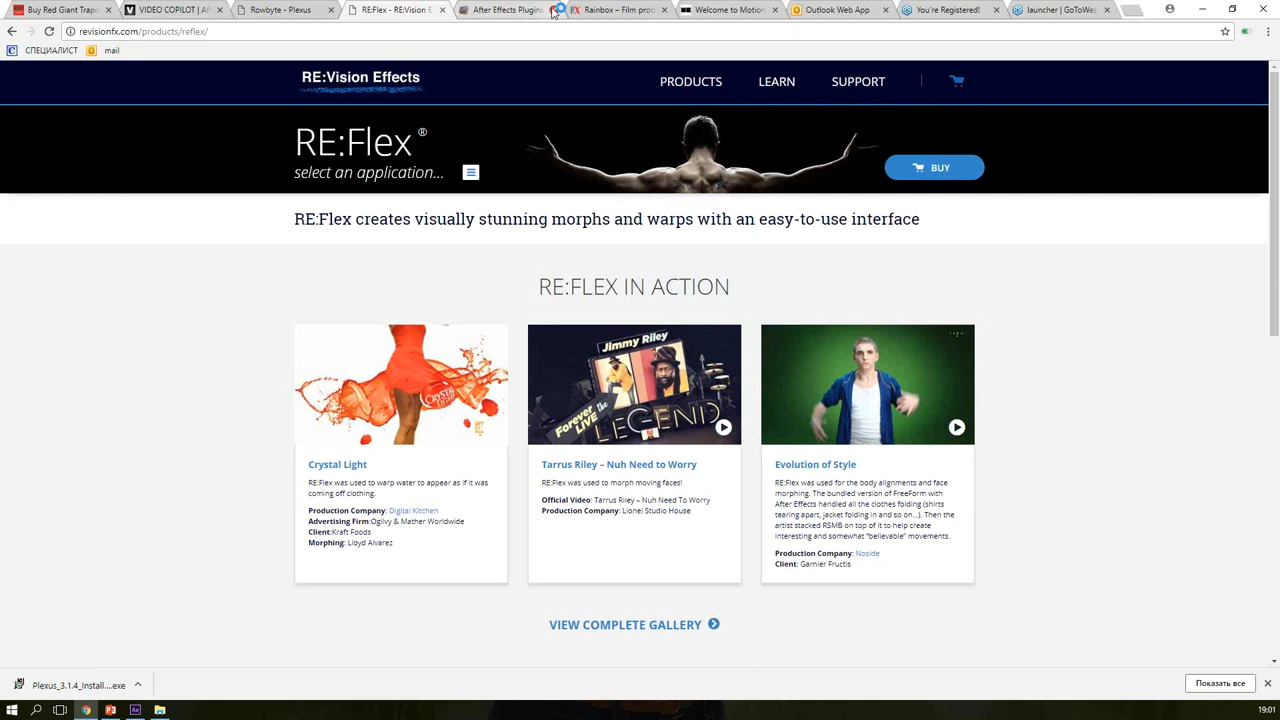 Buy Red Giant Trapc
VIDEO COPILOT | Af
Rowbyte - Plexus
RE:Flex - RE:Vision E
After Effects Plugins
Rainbox – Film prod
Welcome to Motion
Outlook Web App
You're Registered!
launcher | GoToWeb
revisionfx.com/products/reflex/
СПЕЦИАЛИСТ
mail
RE:Vision Effects
PRODUCTS
LEARN
SUPPORT
RE:Flex ®
select an application...
BUY
RE:Flex creates visually stunning morphs and warps with an easy-to-use interface
RE:FLEX IN ACTION
CRYSTAL LIGHT
Jimmy Riley
Forever LIVE the
LEGEND
Crystal Light
RE:Flex was used to warp water to appear as if it was
coming off clothing.
Production Company: Digital Kitchen
Advertising Firm:Ogilvy & Mather Worldwide
Client:Kraft Foods
Morphing: Lloyd Alvarez
Tarrus Riley – Nuh Need to Worry
RE:Flex was used to morph moving faces!
Official Video: Tarrus Riley – Nuh Need To Worry
Production Company: Lionel Studio House
Evolution of Style
RE:Flex was used for the body alignments and face
morphing. The bundled version of FreeForm with
After Effects handled all the clothes folding (shirts
tearing apart, jacket folding in and so on...). Then the
artist stacked RSMB on top of it to help create
interesting and somewhat "believable" movements.
Production Company: Noside
Client: Garnier Fructis
VIEW COMPLETE GALLERY
Plexus_3.1.4_Install....exe
Показать все
19:01